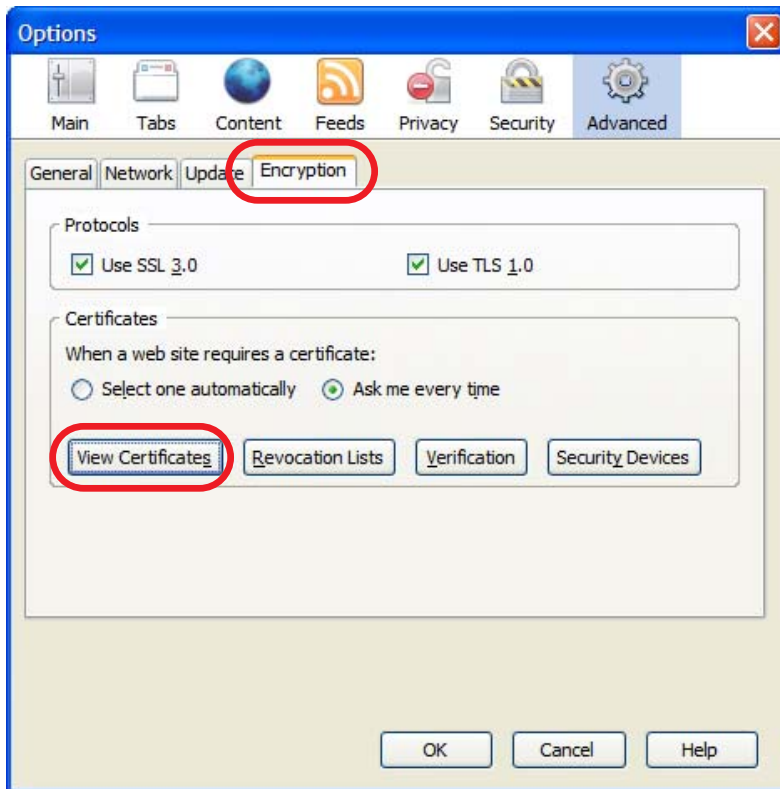 Options
Main Tabs Content Feeds Privacy Security Advanced
General Network Update Encryption
Protocols
Use SSL 3.0 Use TLS 1.0
Certificates
When a web site requires a certificate:
Select one automatically Ask me every time
View Certificates Revocation Lists Verification Security Devices
OK Cancel Help